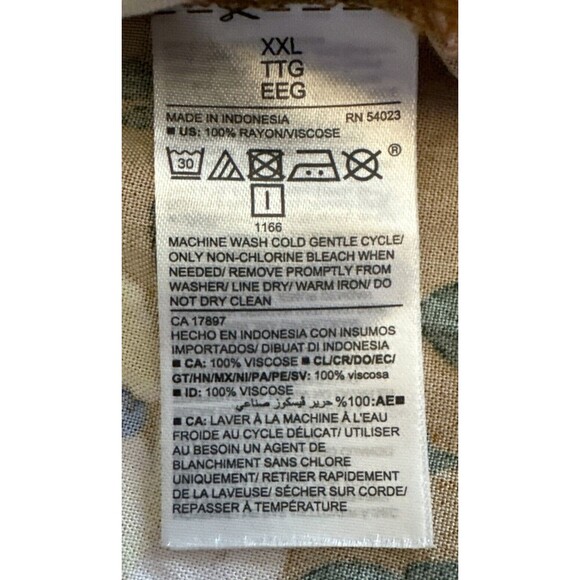 XXL
TTG
EEG
MADE IN INDONESIA RN 54023
■ US: 100% RAYON/VISCOSE
30
®
I
1166
MACHINE WASH COLD GENTLE CYCLE/
ONLY NON-CHLORINE BLEACH WHEN
NEEDED/ REMOVE PROMPTLY FROM
WASHER/ LINE DRY/ WARM IRON/ DO
NOT DRY CLEAN
CA 17897
HECHO EN INDONESIA CON INSUMOS
IMPORTADOS/ DIBUAT DI INDONESIA
■ CA: 100% VISCOSE ■ CL/CR/DO/EC/
GT/HN/MX/NI/PA/PE/SV: 100% viscosa
■ ID: 100% VISCOSE
■AE: 100% حرير ڤيسكوز صناعي
■ CA: LAVER À LA MACHINE À L'EAU
FROIDE AU CYCLE DÉLICAT/ UTILISER
AU BESOIN UN AGENT DE
BLANCHIMENT SANS CHLORE
UNIQUEMENT/ RETIRER RAPIDEMENT
DE LA LAVEUSE/ SÉCHER SUR CORDE/
REPASSER À TEMPÉRATURE